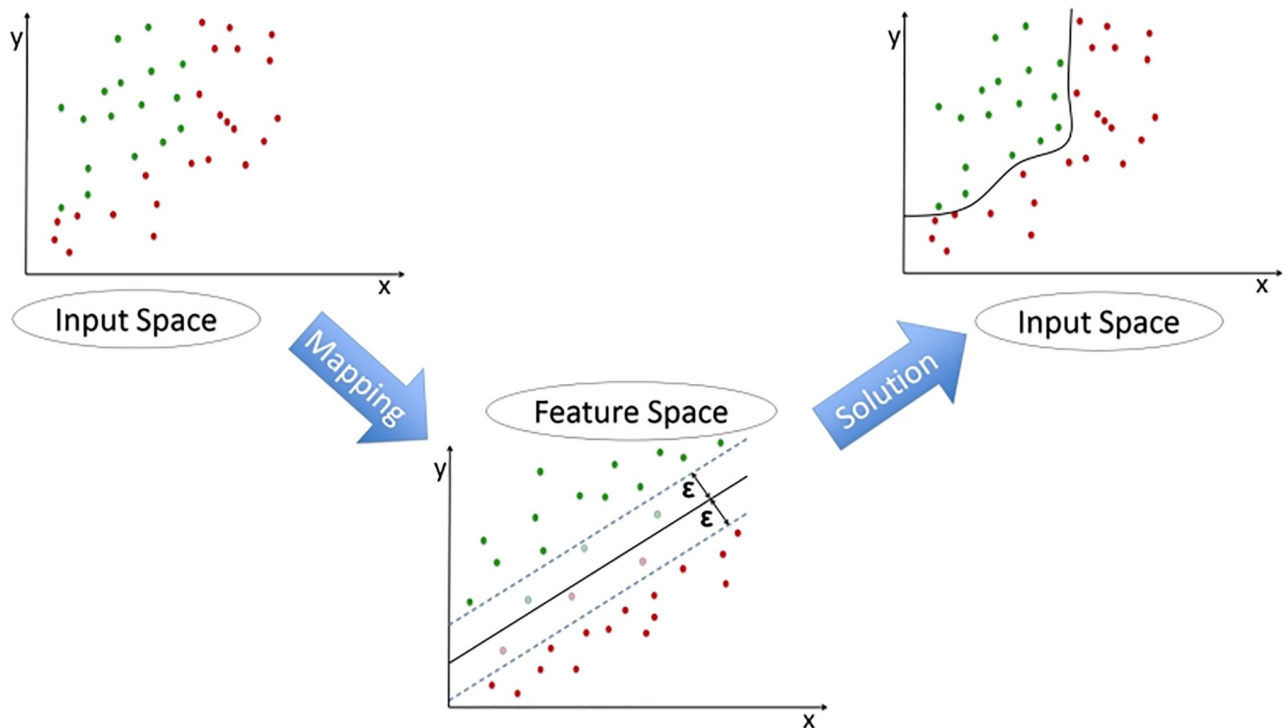 y
x
Input Space
Mapping
Feature Space
y
ε
ε
x
Solution
y
x
Input Space